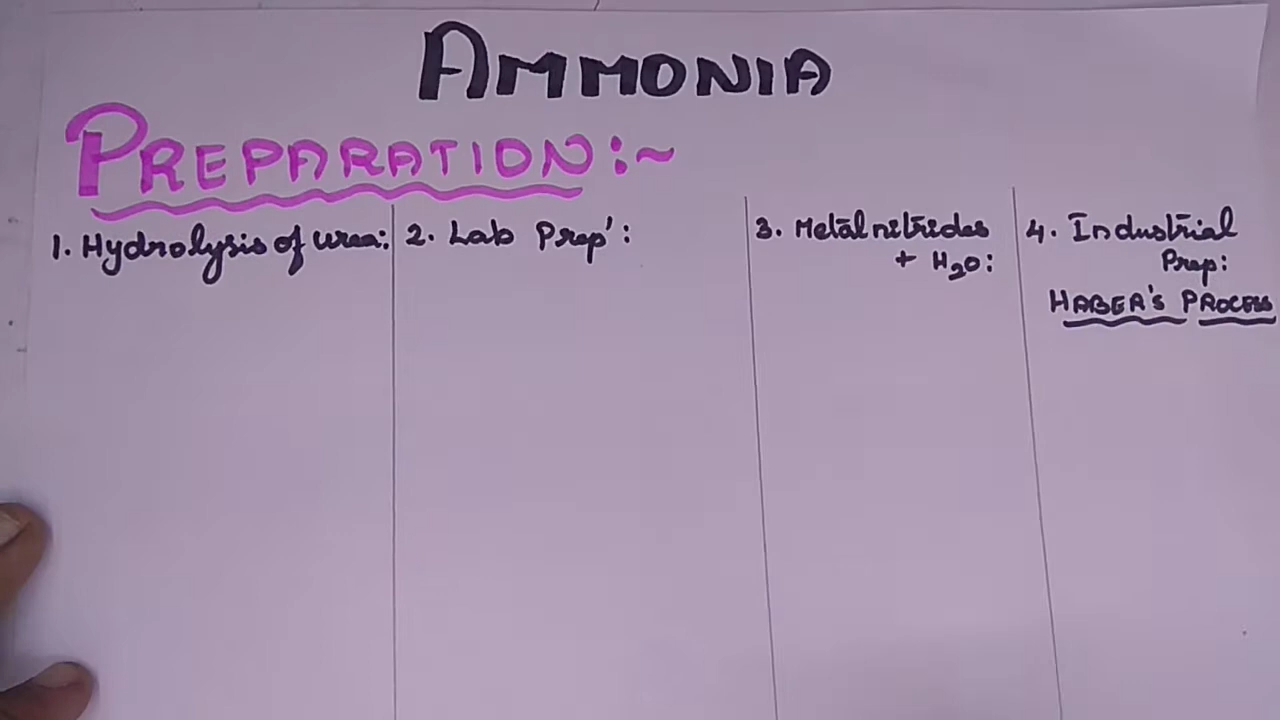 AMMONIA
PREPARATION:~
1. Hydrolysis of urea:
2. Lab Prep':
3. Metal nitrides
+ H2O:
4. Industrial
Prep:
HABER'S PROCESS